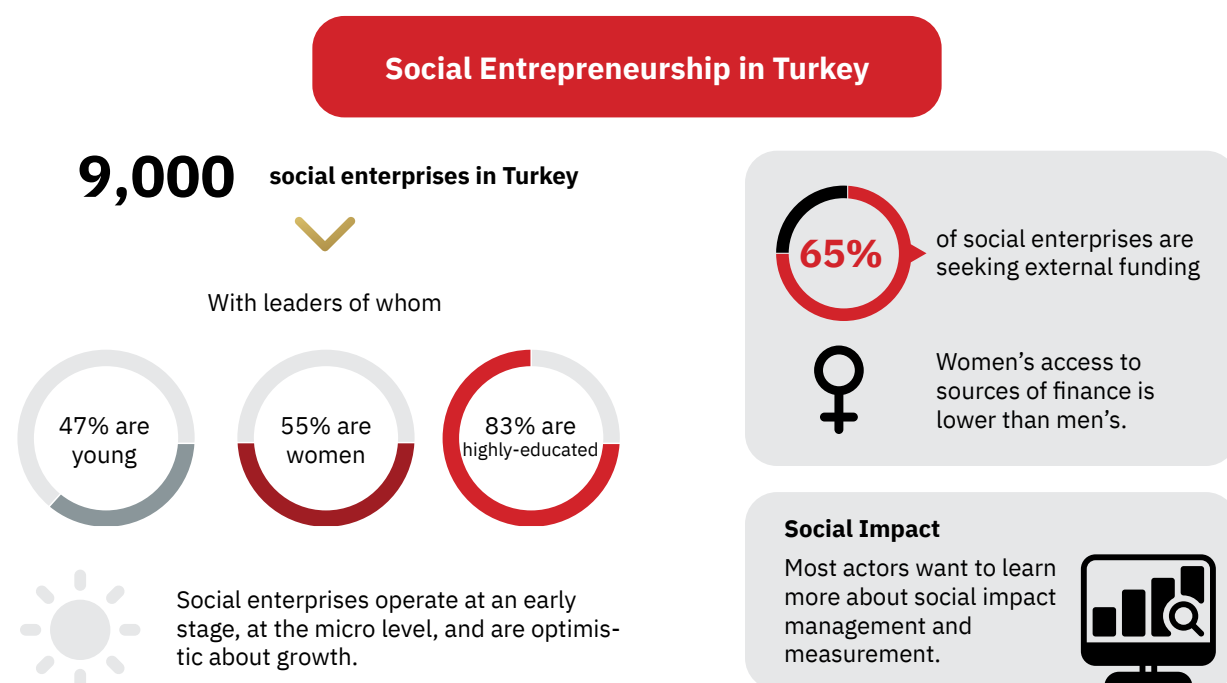 Social Entrepreneurship in Turkey
9,000 social enterprises in Turkey
With leaders of whom
47% are
young
55% are
women
83% are
highly-educated
Social enterprises operate at an early
stage, at the micro level, and are optimis-
tic about growth.
65%
of social enterprises are
seeking external funding
Women’s access to
sources of finance is
lower than men’s.
Social Impact
Most actors want to learn
more about social impact
management and
measurement.